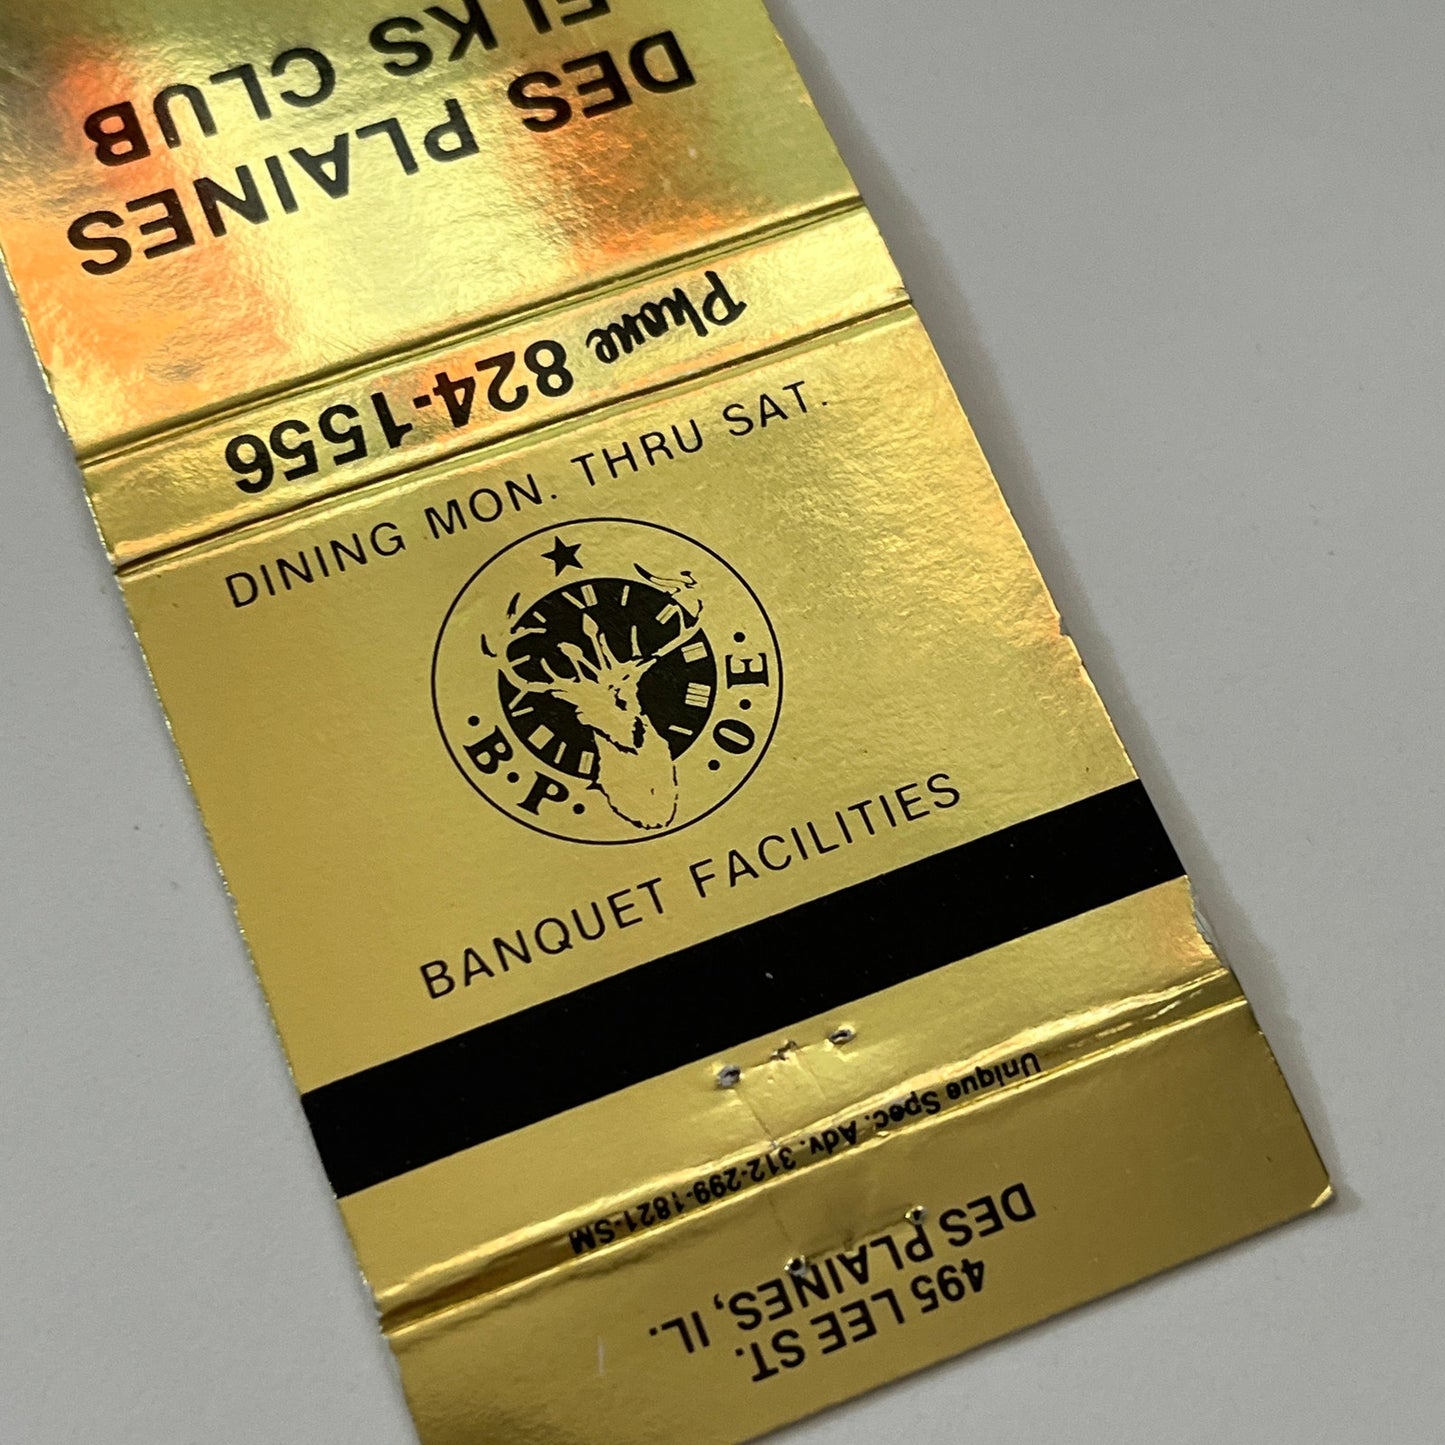 DES PLAINES
ELKS CLUB
Phone 824-1556
DINING MON. THRU SAT.
·B·P· ·O·E·
BANQUET FACILITIES
Unique Spec. Adv. 312-299-1821-SM
495 LEE ST.
DES PLAINES, IL.